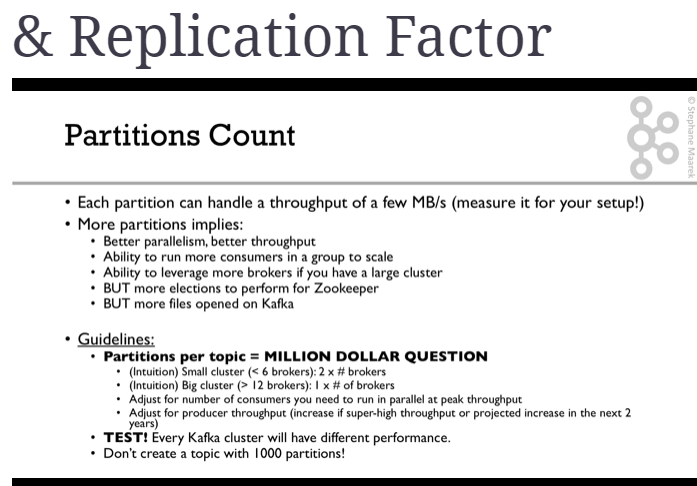 & Replication Factor
Partitions Count
© Stephane Maarek
• Each partition can handle a throughput of a few MB/s (measure it for your setup!)
• More partitions implies:
• Better parallelism, better throughput
• Ability to run more consumers in a group to scale
• Ability to leverage more brokers if you have a large cluster
• BUT more elections to perform for Zookeeper
• BUT more files opened on Kafka
• Guidelines:
• Partitions per topic = MILLION DOLLAR QUESTION
• (Intuition) Small cluster (< 6 brokers): 2 x # brokers
• (Intuition) Big cluster (> 12 brokers): 1 x # of brokers
• Adjust for number of consumers you need to run in parallel at peak throughput
• Adjust for producer throughput (increase if super-high throughput or projected increase in the next 2
years)
• TEST! Every Kafka cluster will have different performance.
• Don't create a topic with 1000 partitions!